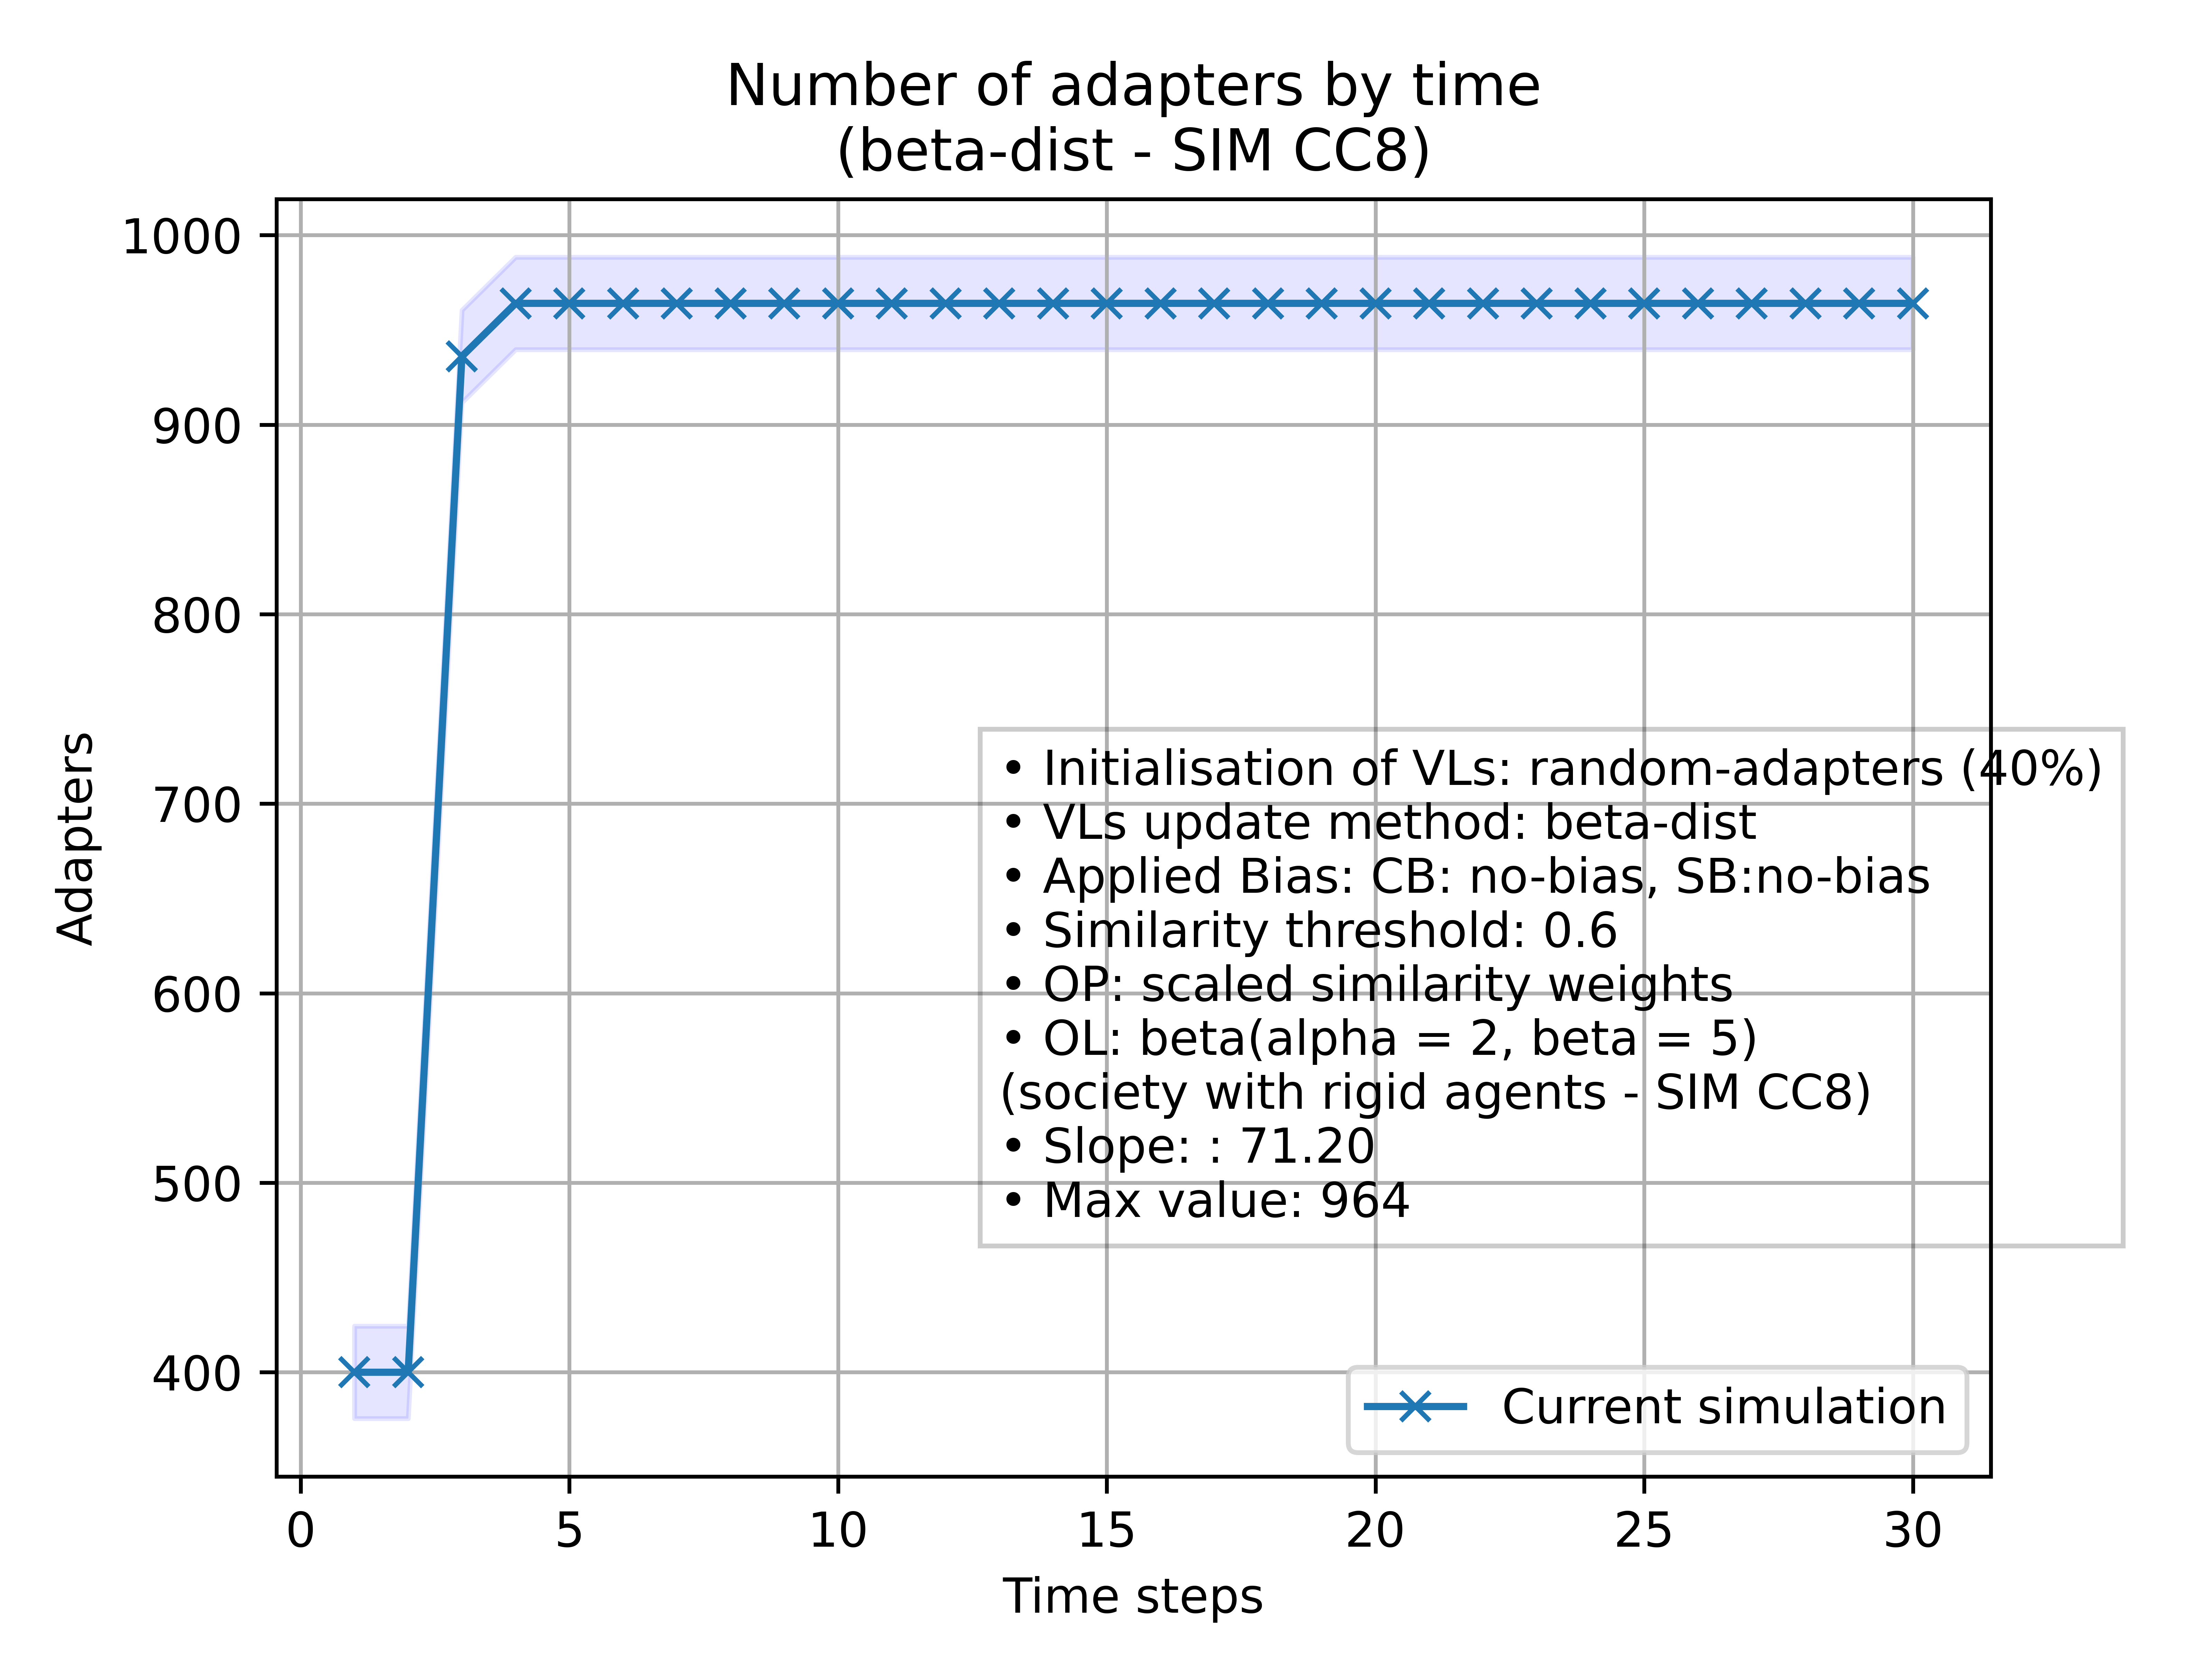 Number of adapters by time
(beta-dist - SIM CC8)
1000
900
800
700
600
500
400
Adapters
• Initialisation of VLs: random-adapters (40%)
• VLs update method: beta-dist
• Applied Bias: CB: no-bias, SB:no-bias
• Similarity threshold: 0.6
• OP: scaled similarity weights
• OL: beta(alpha = 2, beta = 5)
(society with rigid agents - SIM CC8)
• Slope: : 71.20
• Max value: 964
Current simulation
0 5 10 15 20 25 30
Time steps